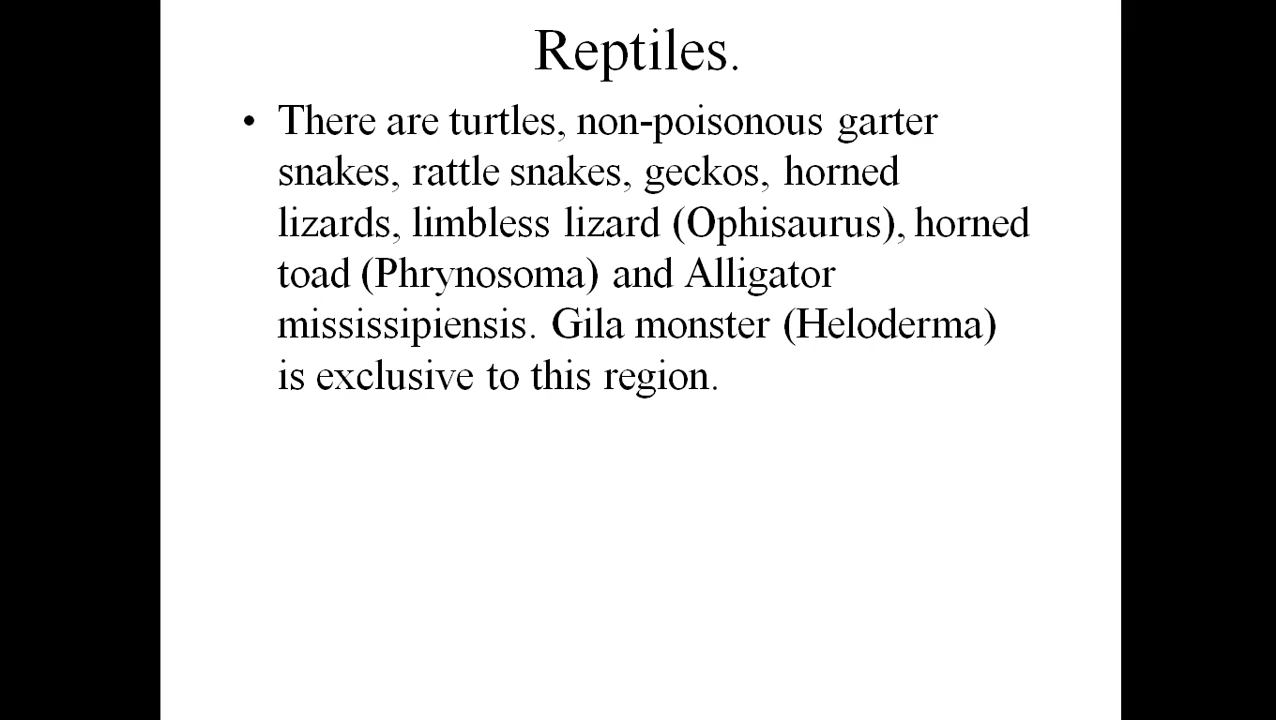 Reptiles.
• There are turtles, non-poisonous garter
snakes, rattle snakes, geckos, horned
lizards, limbless lizard (Ophisaurus), horned
toad (Phrynosoma) and Alligator
mississipiensis. Gila monster (Heloderma)
is exclusive to this region.